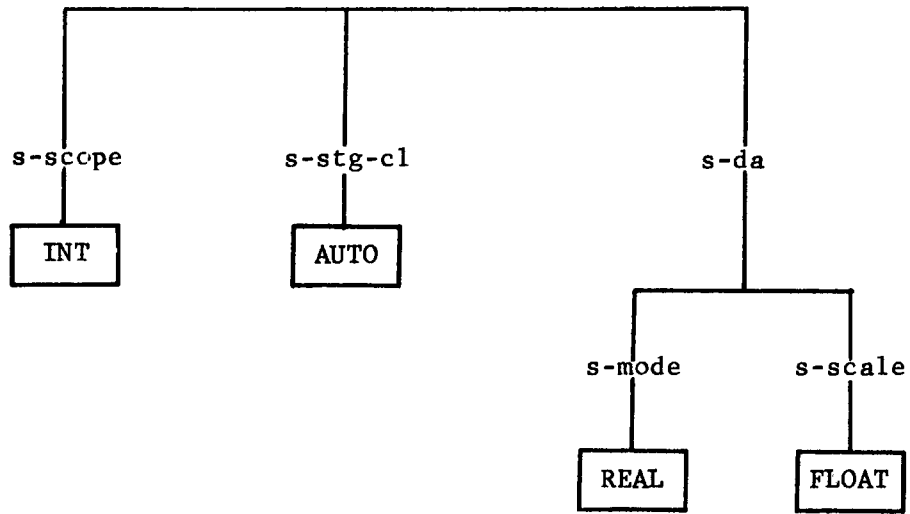 s-scope s-stg-cl s-da
INT AUTO
s-mode s-scale
REAL FLOAT